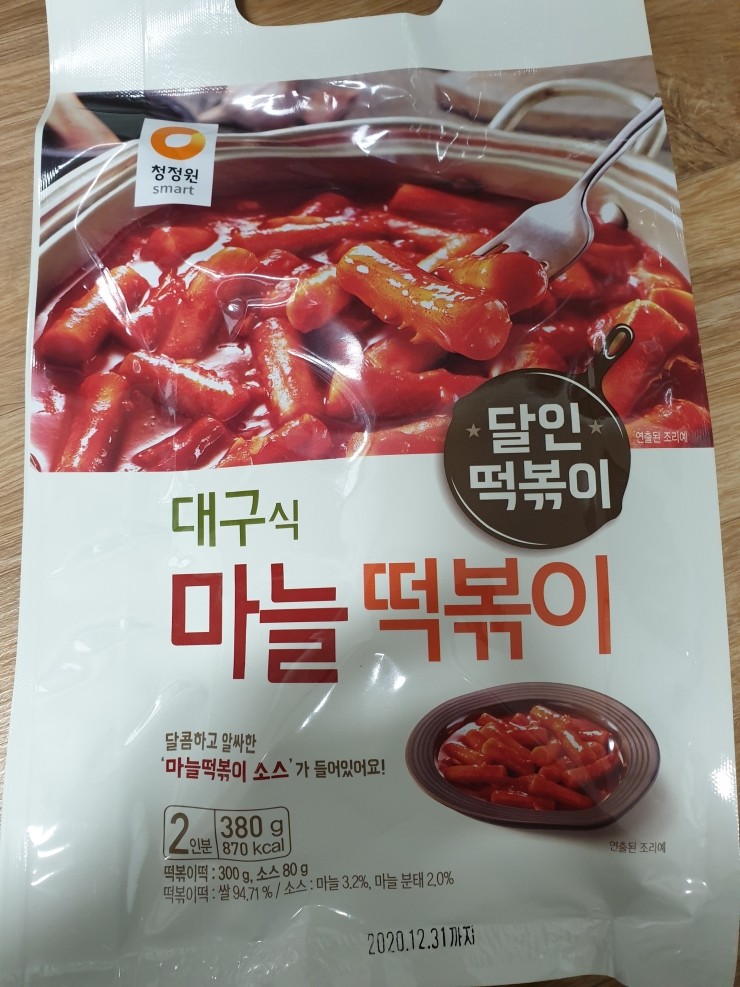 청정원
smart
연출된 조리예
달인
떡볶이
대구식
마늘 떡볶이
달콤하고 알싸한
'마늘떡볶이 소스'가 들어있어요!
2인분 380 g
870 kcal
연출된 조리예
떡볶이떡 : 300 g, 소스 80 g
떡볶이떡 : 쌀 94.71 % / 소스 : 마늘 3.2%, 마늘 분태 2.0%
2020.12.31까지